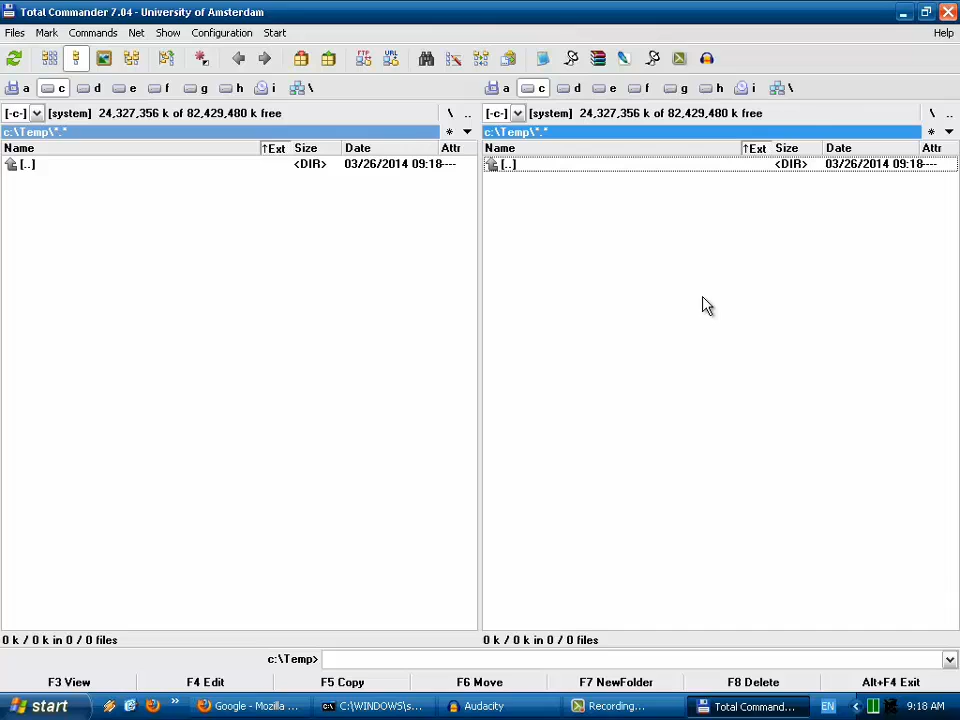 Total Commander 7.04 - University of Amsterdam
Files Mark Commands Net Show Configuration Start Help
FTP URL
a c d e f g h i \ a c d e f g h i \
[-c-] [system] 24,327,356 k of 82,429,480 k free \ .. [-c-] [system] 24,327,356 k of 82,429,480 k free \ ..
c:\Temp\*.* * c:\Temp\*.* *
Name ↑Ext Size Date Attr Name ↑Ext Size Date Attr
[..] <DIR> 03/26/2014 09:18---- [..] <DIR> 03/26/2014 09:18----
0 k / 0 k in 0 / 0 files 0 k / 0 k in 0 / 0 files
c:\Temp>
F3 View F4 Edit F5 Copy F6 Move F7 NewFolder F8 Delete Alt+F4 Exit
start » Google - Mozilla ... C:\WINDOWS\s... Audacity Recording... Total Command... EN < 9:18 AM